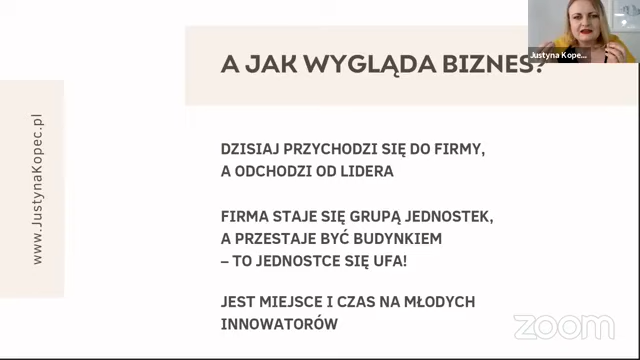 Justyna Kope...
A JAK WYGLĄDA BIZNES?
www.JustynaKopec.pl
DZISIAJ PRZYCHODZI SIĘ DO FIRMY,
A ODCHODZI OD LIDERA
FIRMA STAJE SIĘ GRUPĄ JEDNOSTEK,
A PRZESTAJE BYĆ BUDYNKIEM
– TO JEDNOSTCE SIĘ UFA!
JEST MIEJSCE I CZAS NA MŁODYCH
INNOWATORÓW
zoom